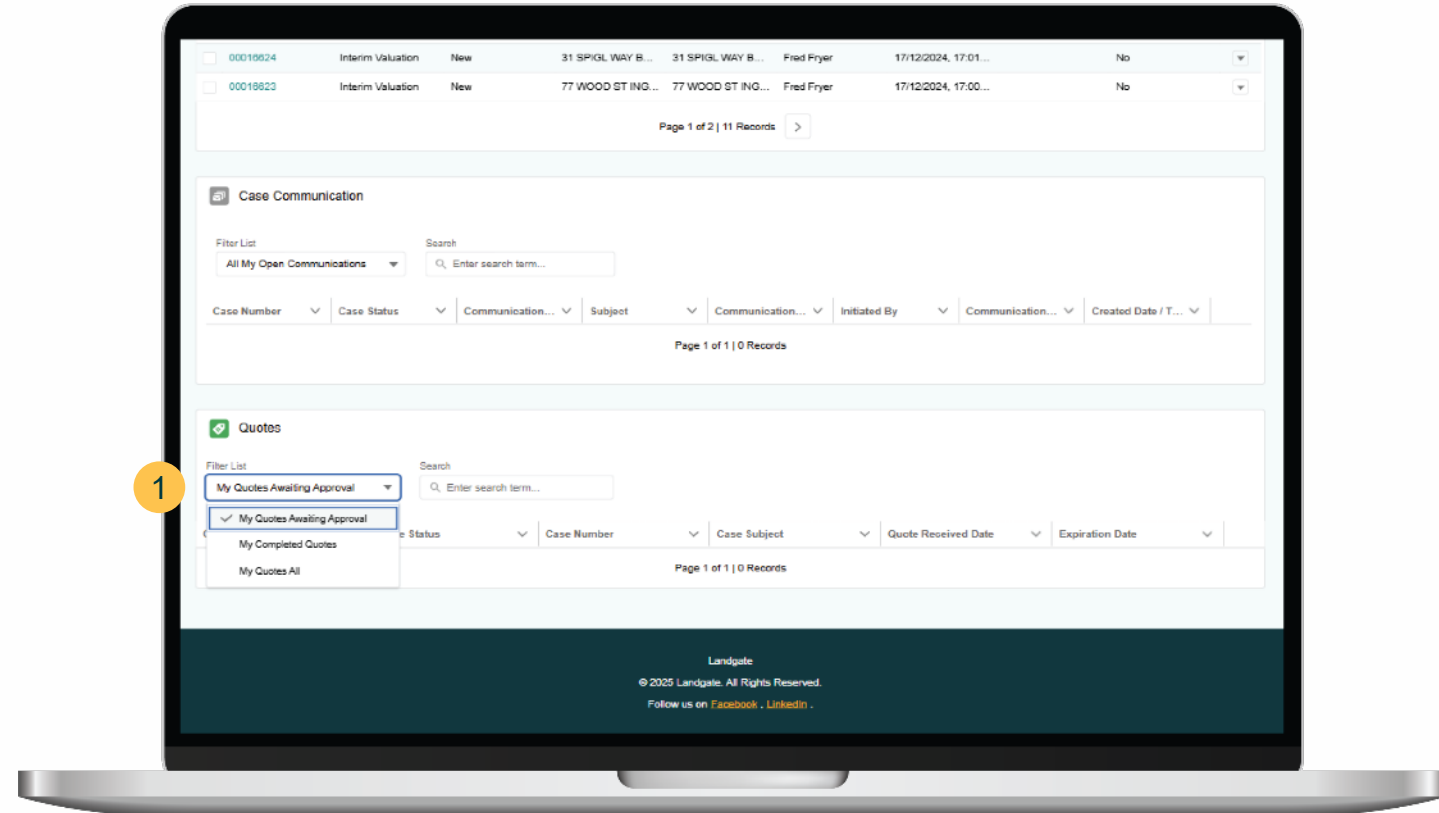 00016624 Interim Valuation New 31 SPIGL WAY B... 31 SPIGL WAY B... Fred Fryer 17/12/2024, 17:01... No
00016623 Interim Valuation New 77 WOOD ST ING... 77 WOOD ST ING... Fred Fryer 17/12/2024, 17:00... No
Page 1 of 2 | 11 Records
Case Communication
Filter List Search
All My Open Communications Enter search term...
Case Number Case Status Communication... Subject Communication... Initiated By Communication... Created Date / T...
Page 1 of 1 | 0 Records
Quotes
Filter List Search
1 My Quotes Awaiting Approval Enter search term...
My Quotes Awaiting Approval
Status Case Number Case Subject Quote Received Date Expiration Date
My Completed Quotes
My Quotes All
Page 1 of 1 | 0 Records
Landgate
© 2025 Landgate. All Rights Reserved.
Follow us on Facebook . LinkedIn .